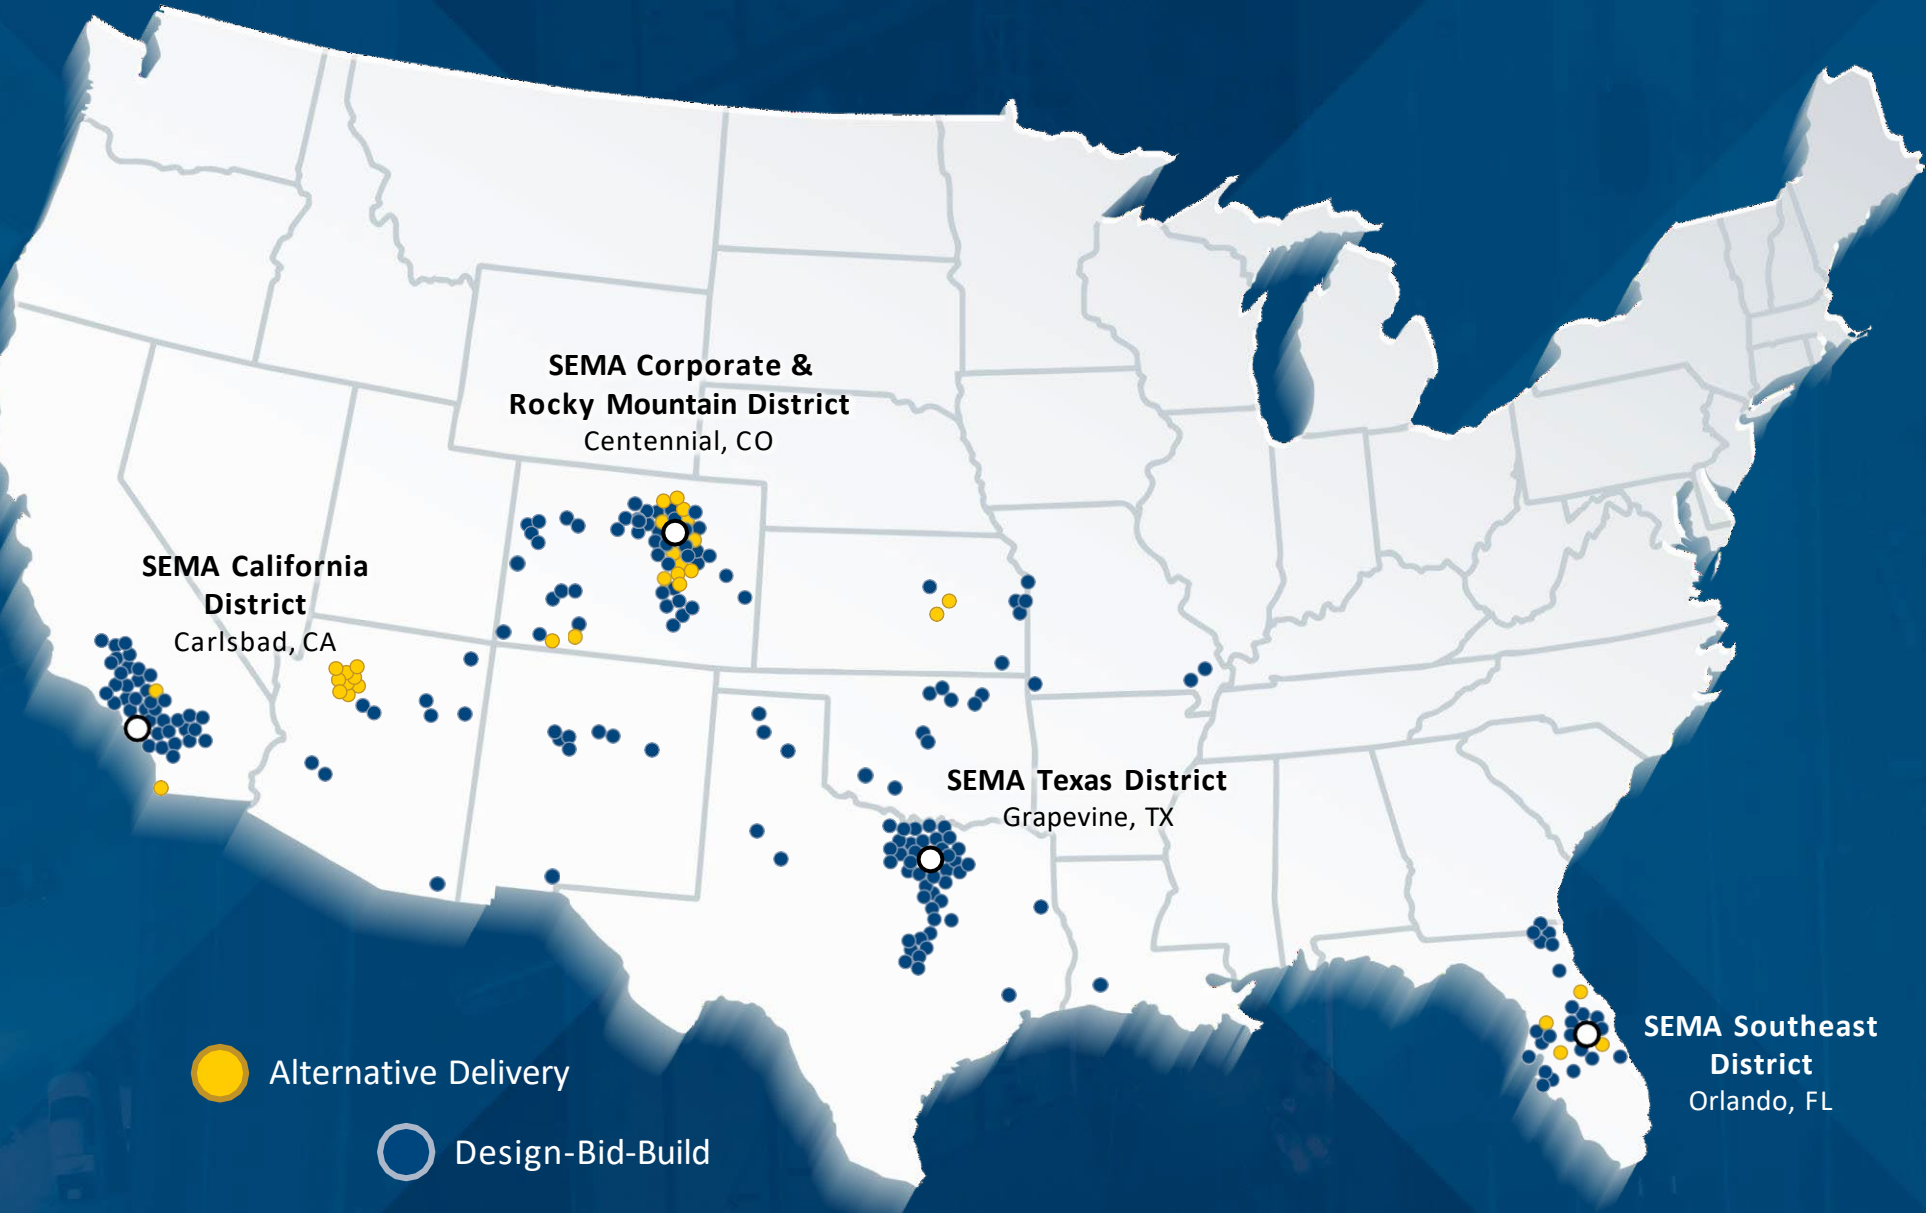 SEMA Corporate &
Rocky Mountain District
Centennial, CO
SEMA California
District
Carlsbad, CA
SEMA Texas District
Grapevine, TX
SEMA Southeast
District
Orlando, FL
Alternative Delivery
Design-Bid-Build